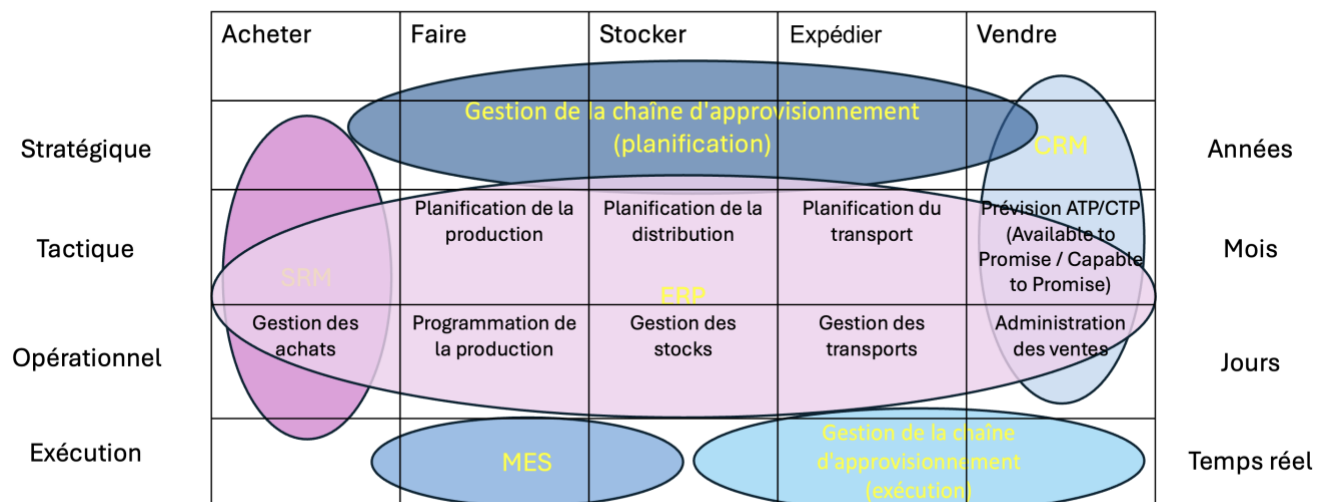 Acheter
Faire
Stocker
Expédier
Vendre
Gestion de la chaîne d'approvisionnement
(planification)
Stratégique
CRM
Années
Planification de la
production
Planification de la
distribution
Planification du
transport
Prévision ATP/CTP
(Available to
Promise / Capable
to Promise)
Tactique
Mois
SRM
ERP
Gestion des
achats
Programmation de
la production
Gestion des
stocks
Gestion des
transports
Administration
des ventes
Opérationnel
Jours
Exécution
MES
Gestion de la chaîne
d'approvisionnement
(exécution)
Temps réel